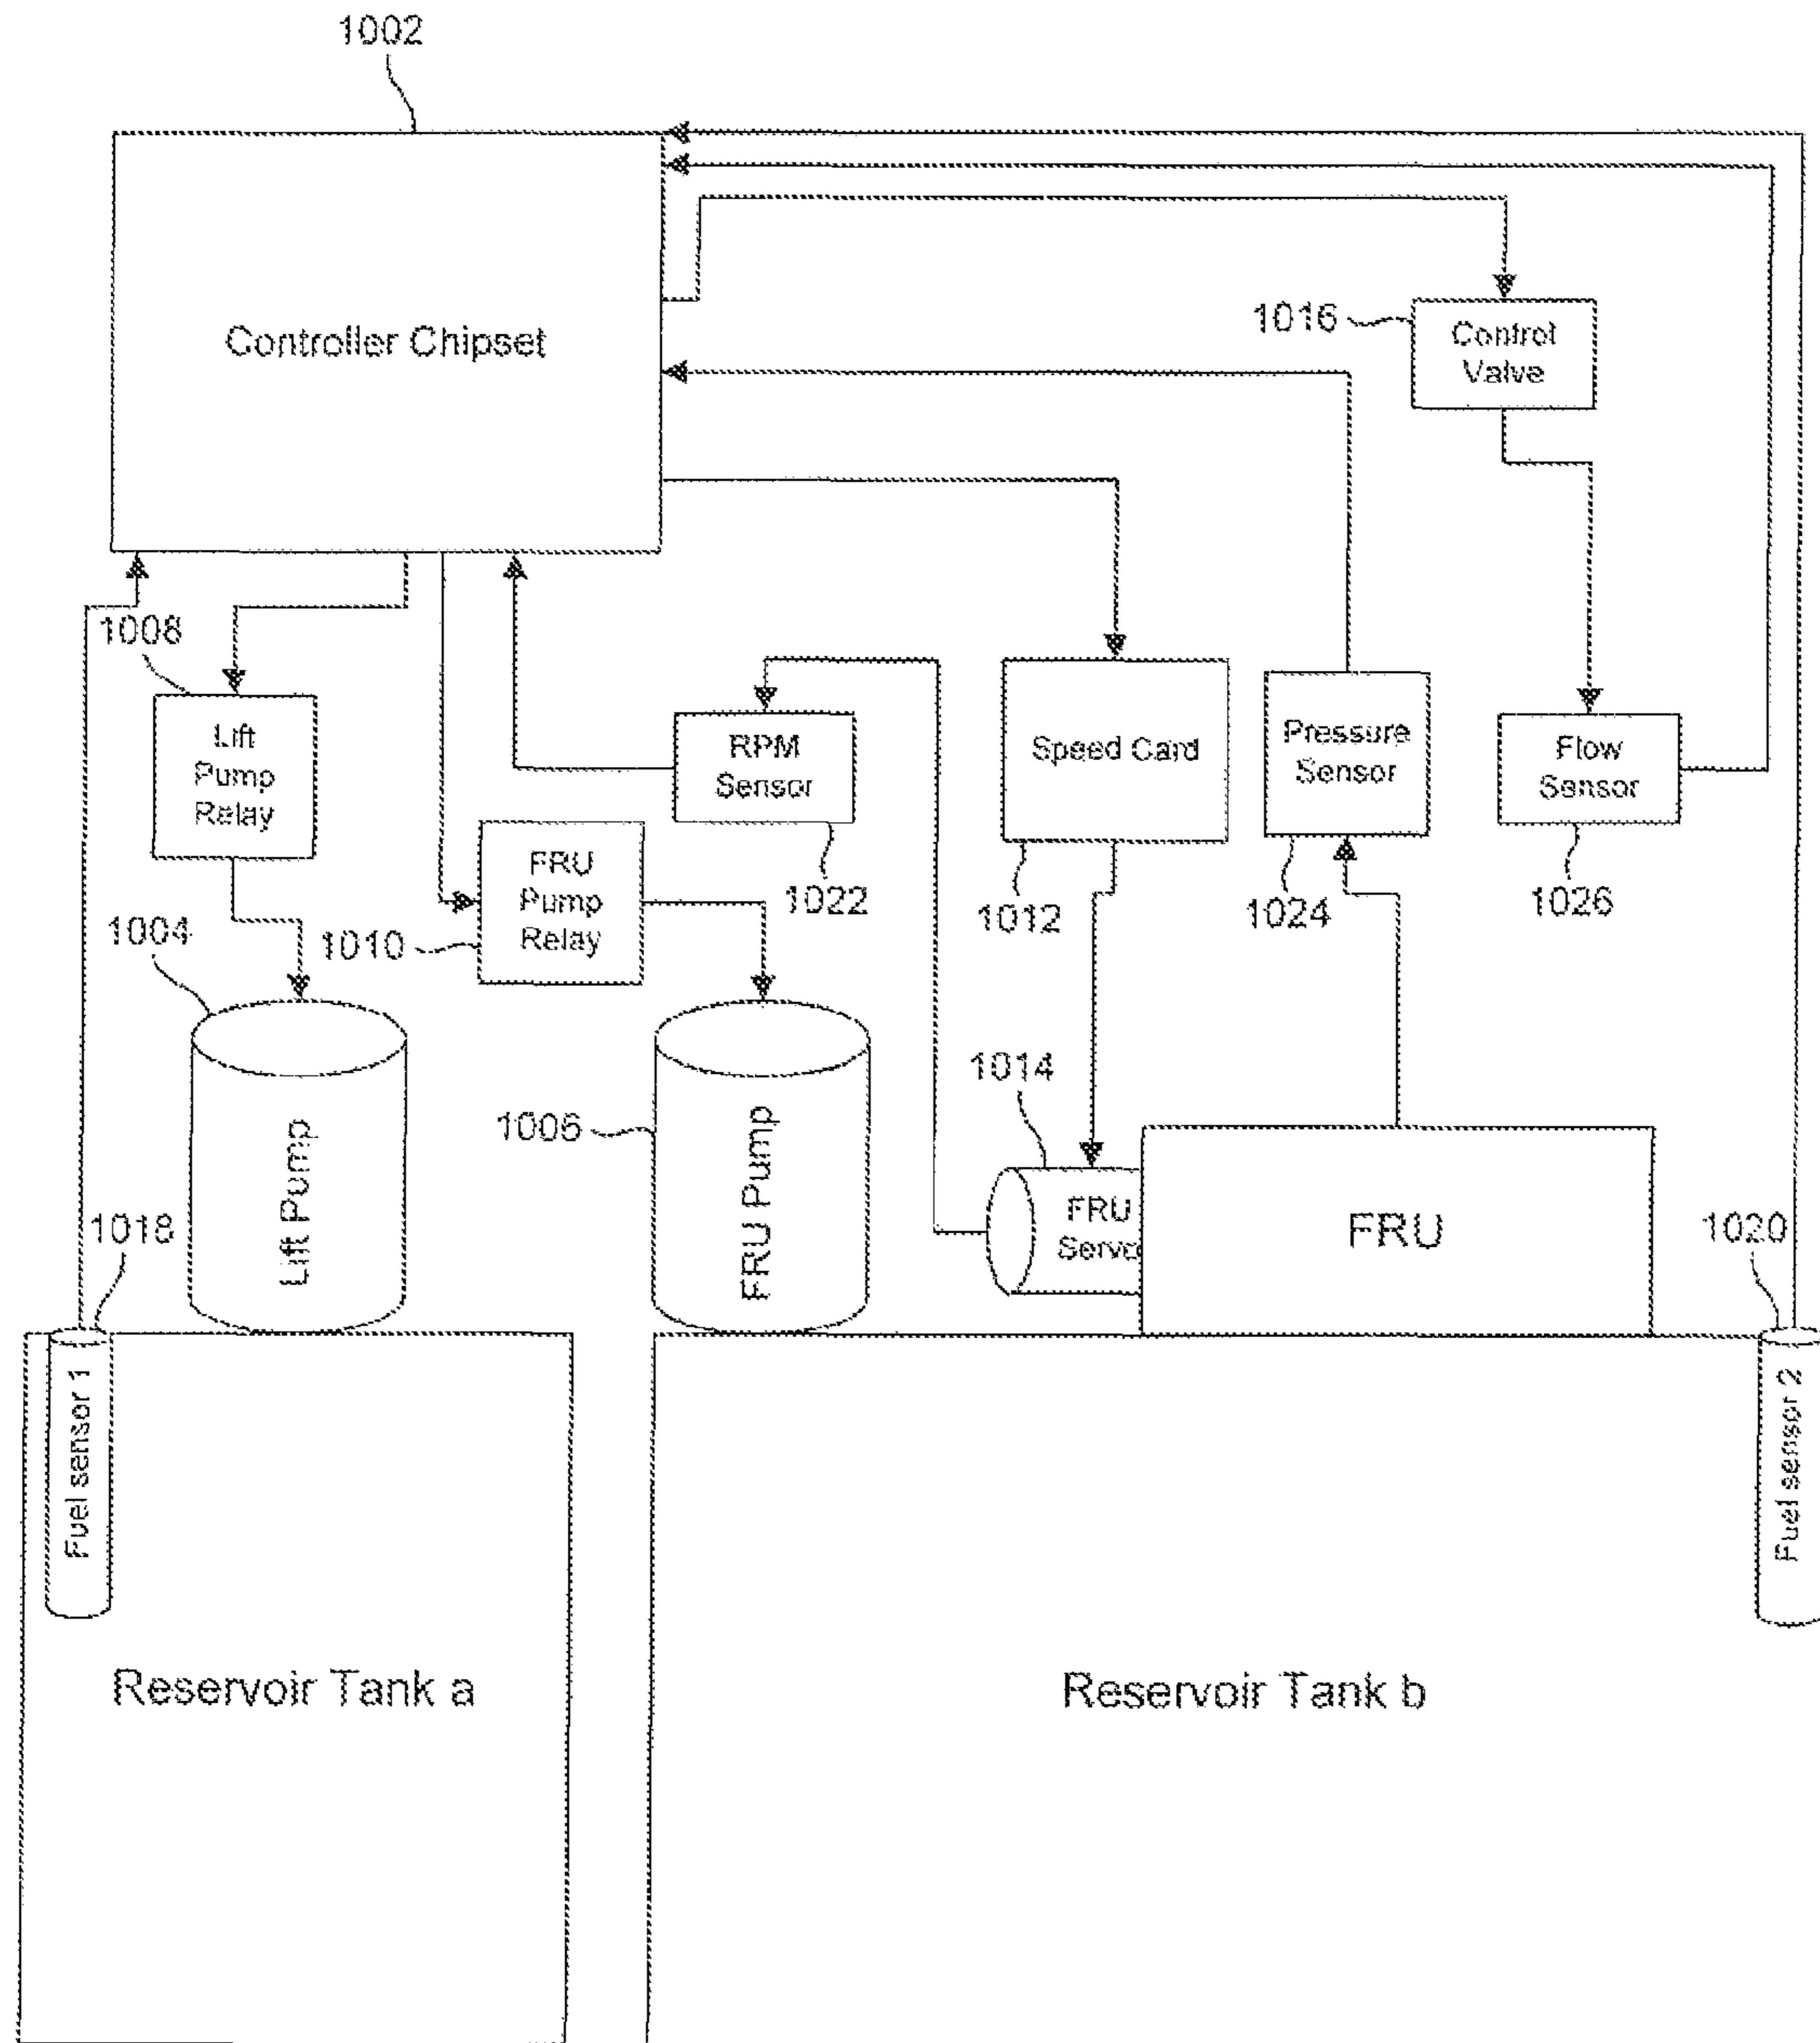 1002
Controller Chipset
1016
Control
Valve
1008
Lift
Pump
Relay
RPM
Sensor
1022
Speed Card
1012
Pressure
Sensor
1024
Flow
Sensor
1026
FRU
Pump
Relay
1010
1004
Lift Pump
1006
FRU Pump
1014
FRU
Servo
FRU
1018
1020
Fuel sensor 1
Fuel sensor 2
Reservoir Tank a
Reservoir Tank b